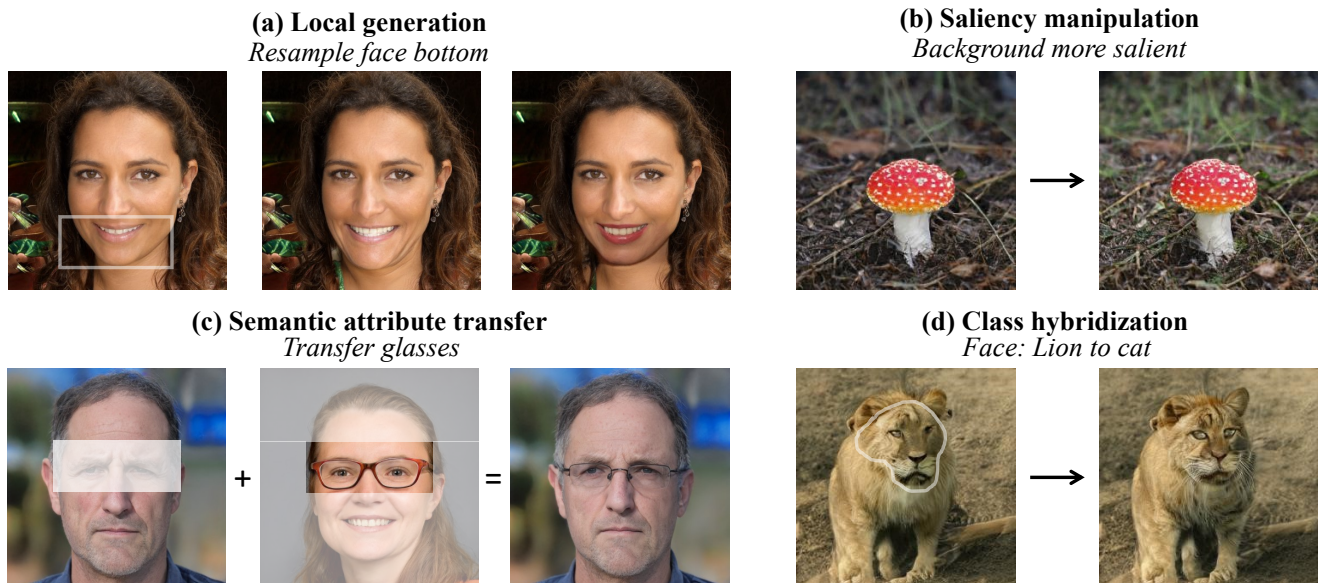 (a) Local generation
Resample face bottom
(b) Saliency manipulation
Background more salient
(c) Semantic attribute transfer
Transfer glasses
+
=
(d) Class hybridization
Face: Lion to cat